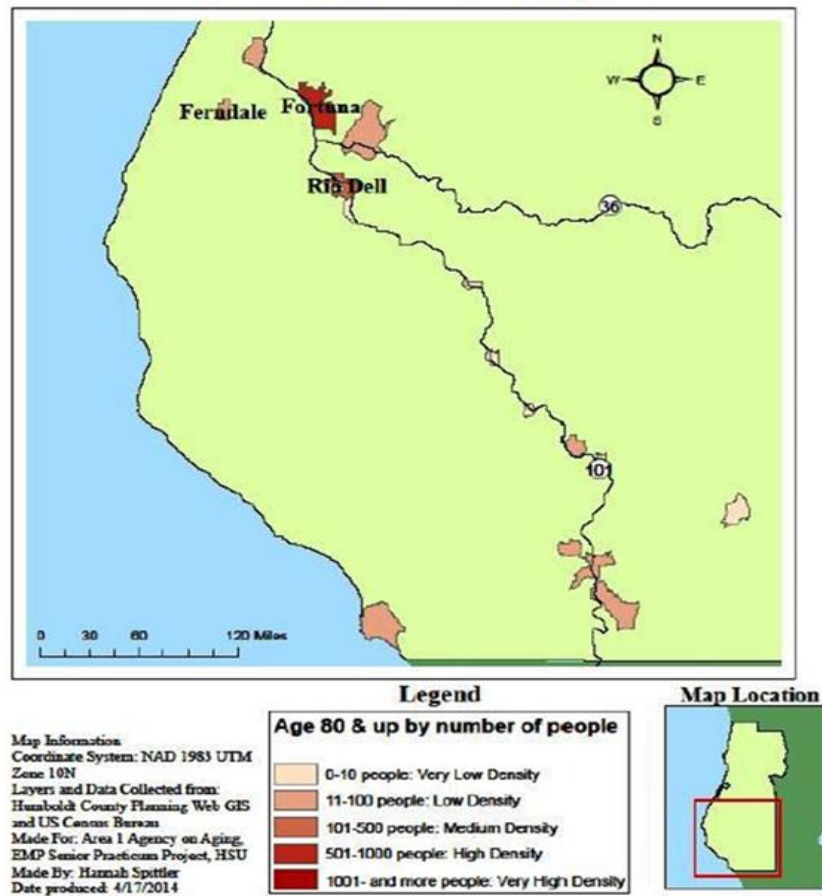 N
W E
S
Ferndale
Fortuna
Rio Dell
36
101
0 30 60 120 Miles
Legend
Age 80 & up by number of people
0-10 people: Very Low Density
11-100 people: Low Density
101-500 people: Medium Density
501-1000 people: High Density
1001- and more people: Very High Density
Map Location
Map Information
Coordinate System: NAD 1983 UTM
Zone 10N
Layers and Data Collected from:
Humboldt County Planning Web GIS
and US Census Bureau
Made For: Area 1 Agency on Aging,
EMP Senior Practicum Project, HSU
Made By: Hannah Spittler
Date produced: 4/17/2014